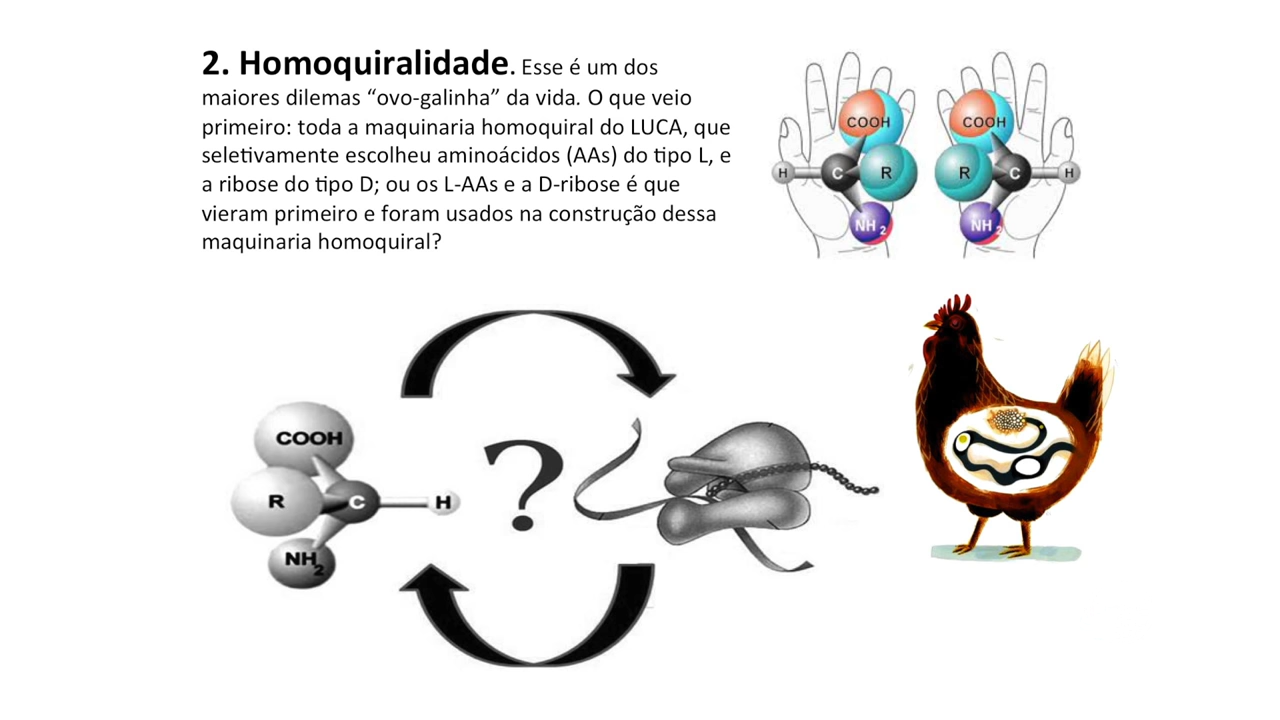 2. Homoquiralidade. Esse é um dos
maiores dilemas “ovo-galinha” da vida. O que veio
primeiro: toda a maquinaria homoquiral do LUCA, que
seletivamente escolheu aminoácidos (AAs) do tipo L, e
a ribose do tipo D; ou os L-AAs e a D-ribose é que
vieram primeiro e foram usados na construção dessa
maquinaria homoquiral?
COOH COOH
H C R R C H
NH2 NH2
COOH
R C H
NH2
?